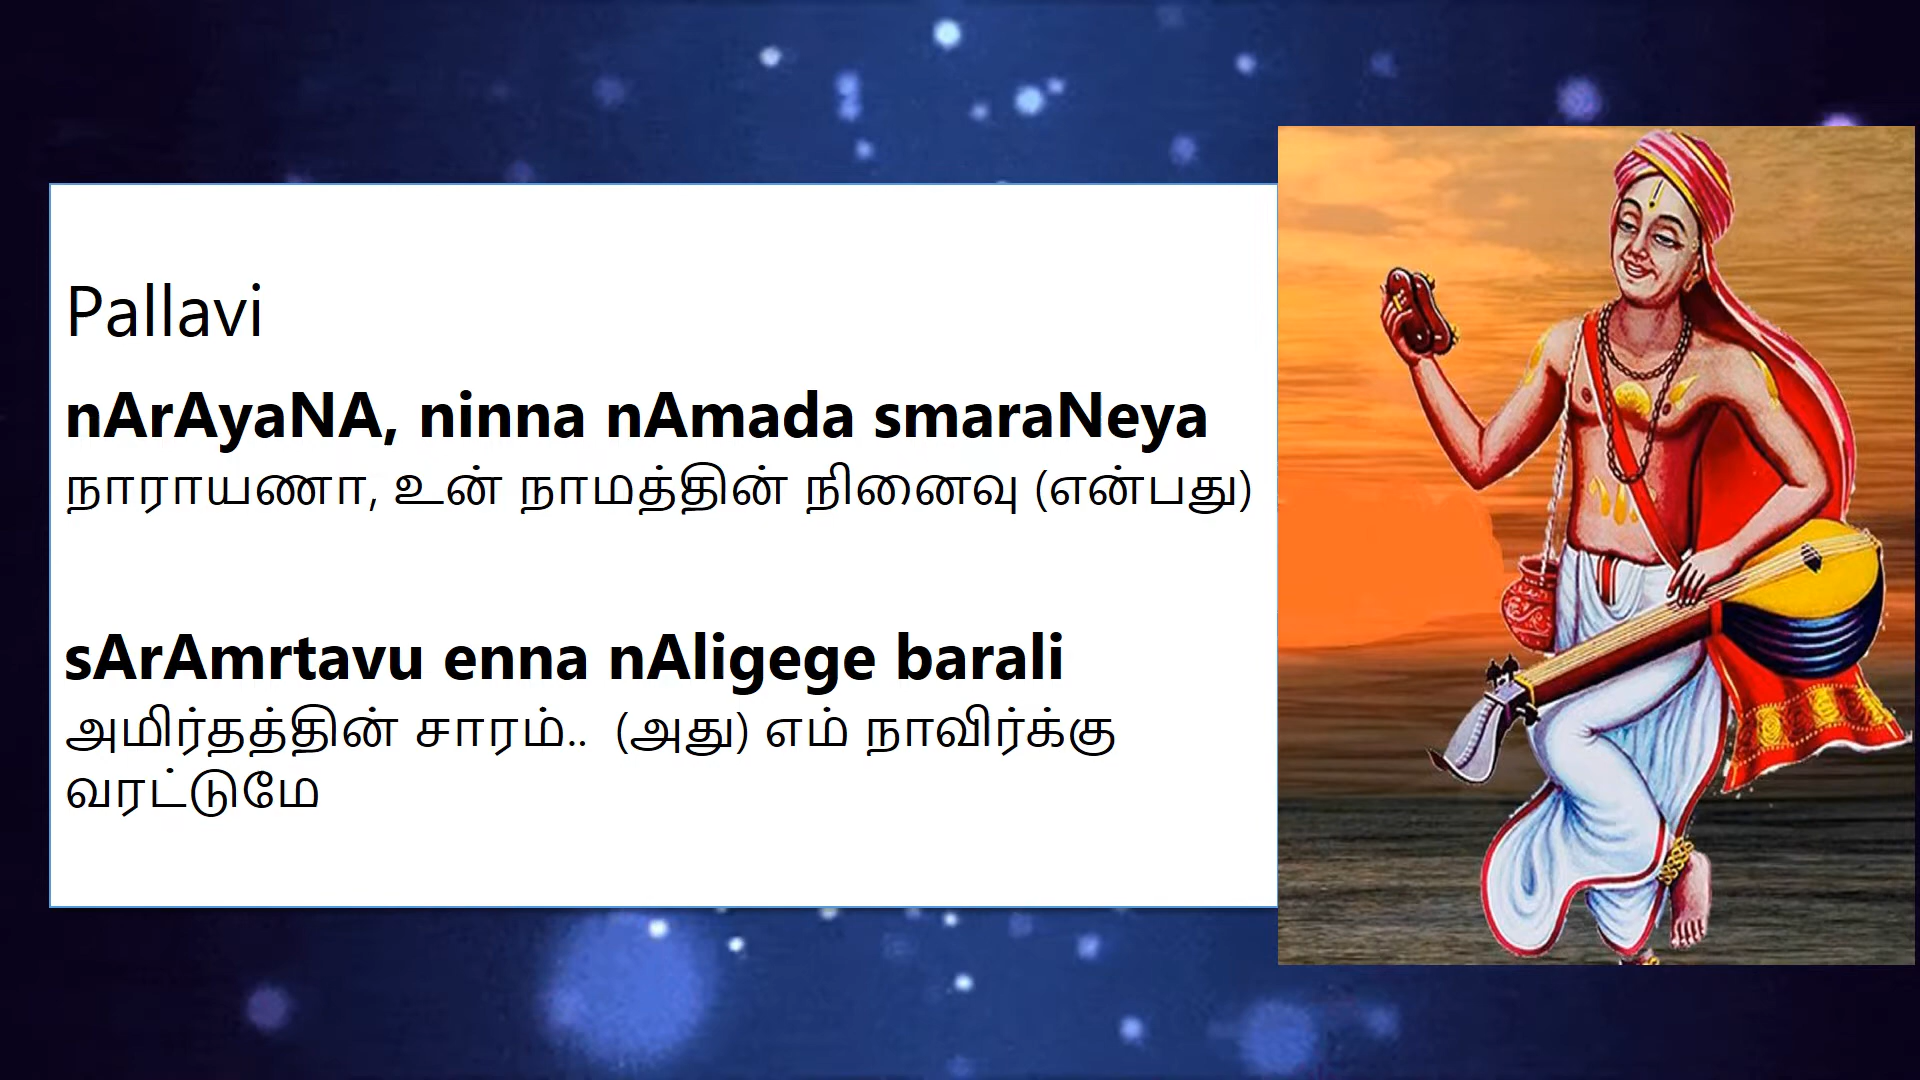 Pallavi
nArAyaNA, ninna nAmada smaraNeya
நாராயணா, உன் நாமத்தின் நினைவு (என்பது)
sArAmrtavu enna nAligege barali
அமிர்தத்தின் சாரம்.. (அது) எம் நாவிர்க்கு
வரட்டுமே